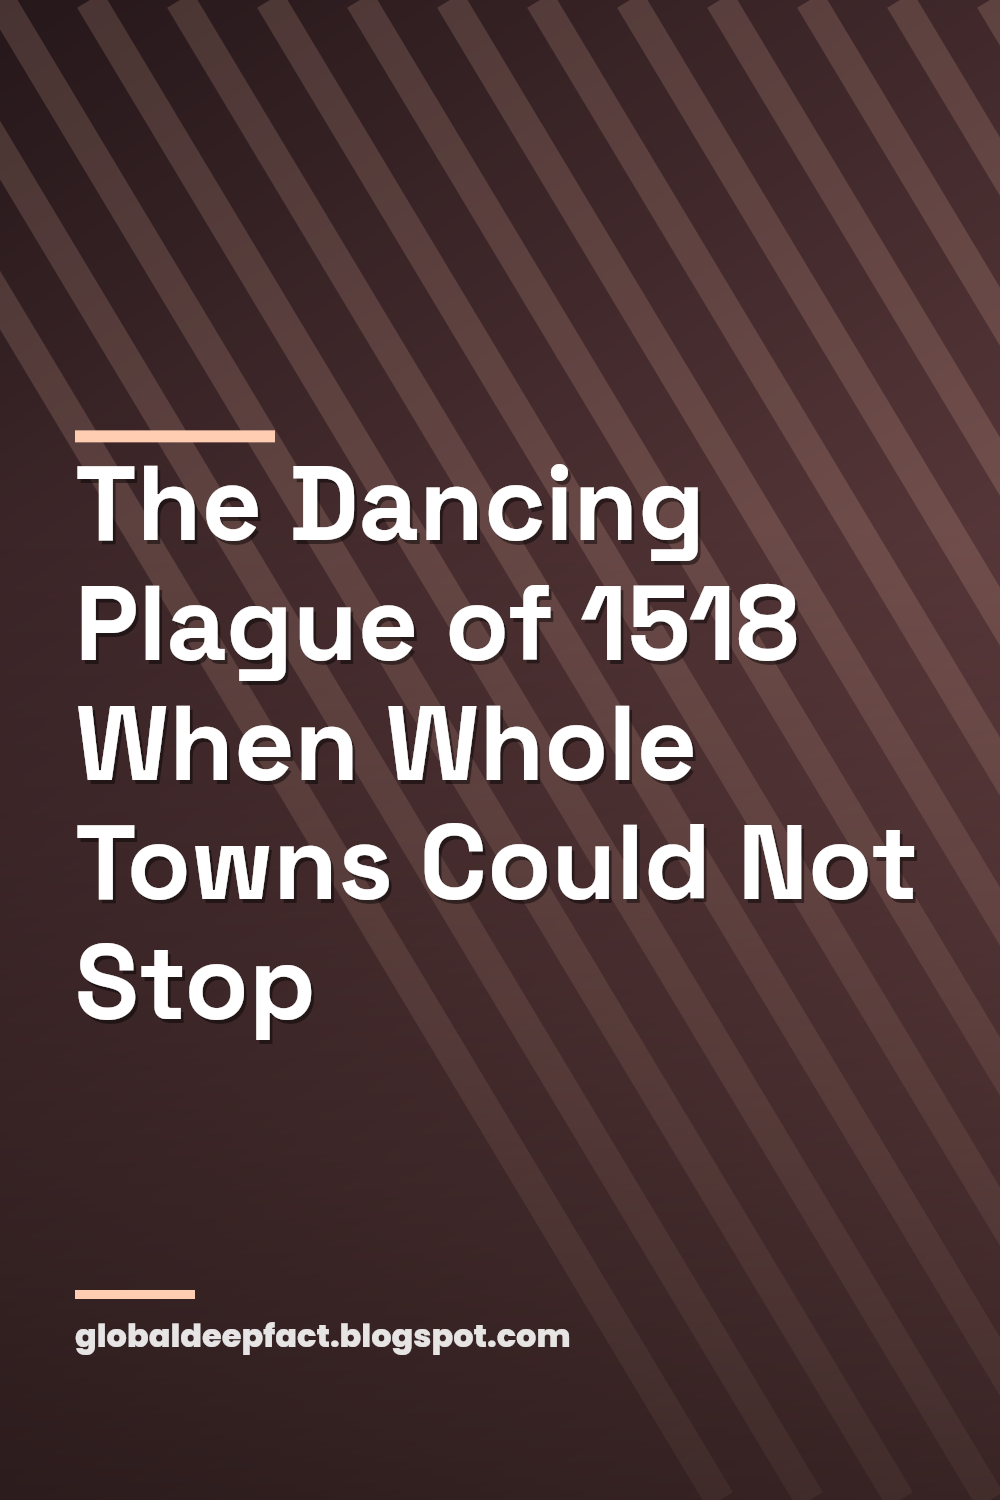 The Dancing
Plague of 1518
When Whole
Towns Could Not
Stop
globaldeepfact.blogspot.com